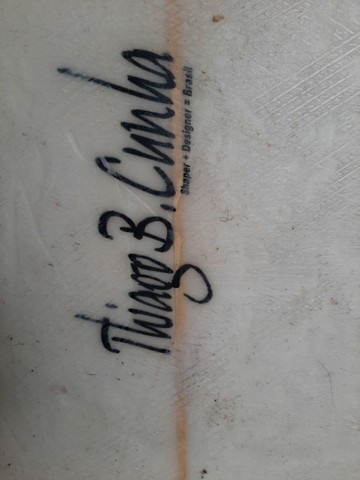 Thiago B. Cunha
Shaper + Designer = Brasil